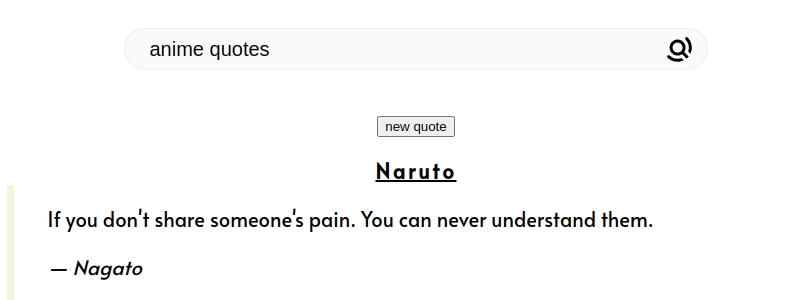 anime quotes
new quote
Naruto
If you don't share someone's pain. You can never understand them.
— Nagato